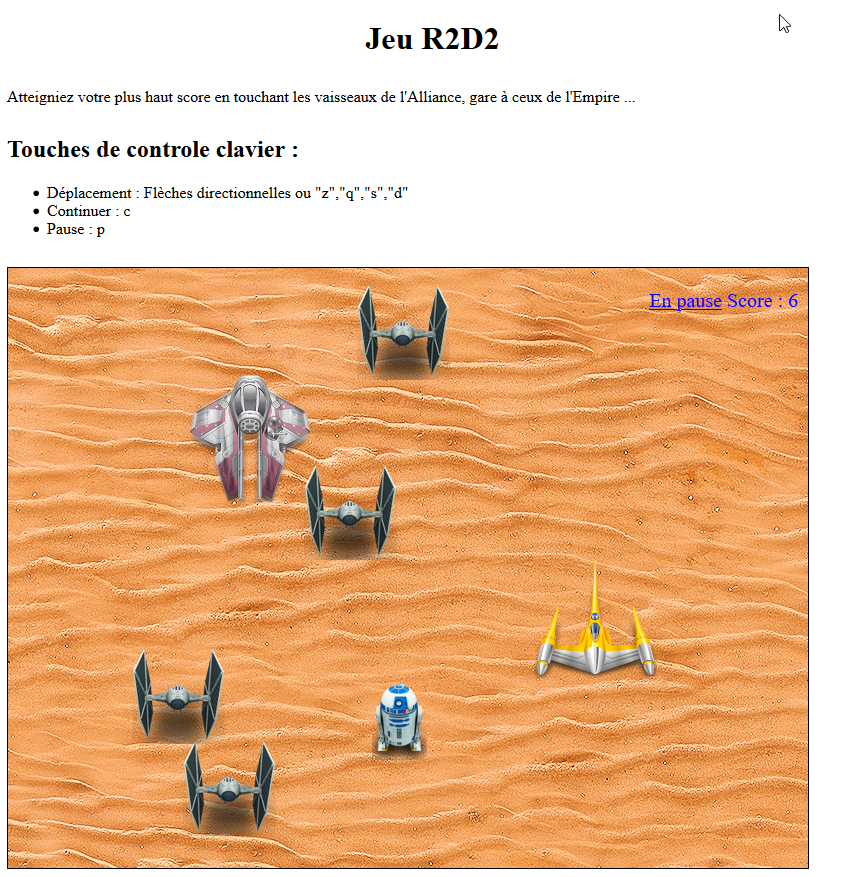 Jeu R2D2
Atteigniez votre plus haut score en touchant les vaisseaux de l'Alliance, gare à ceux de l'Empire ...
Touches de controle clavier :
Déplacement : Flèches directionnelles ou "z","q","s","d"
Continuer : c
Pause : p
En pause Score : 6